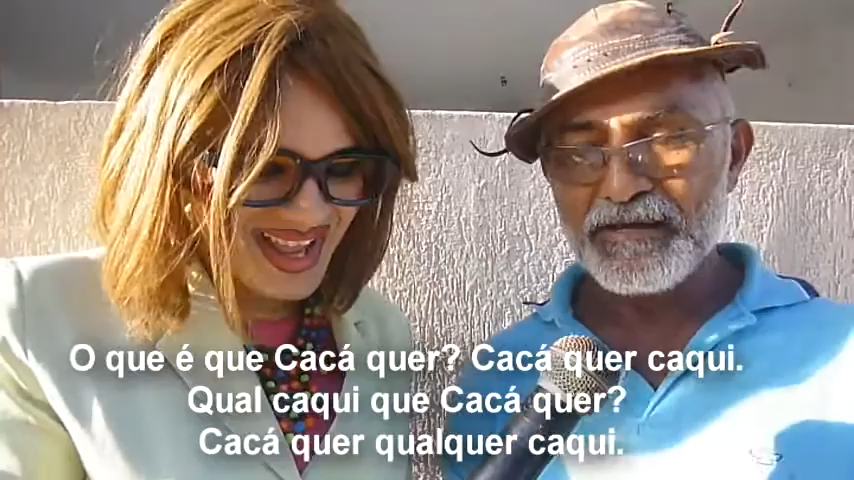 O que é que Cacá quer? Cacá quer caqui.
Qual caqui que Cacá quer?
Cacá quer qualquer caqui.